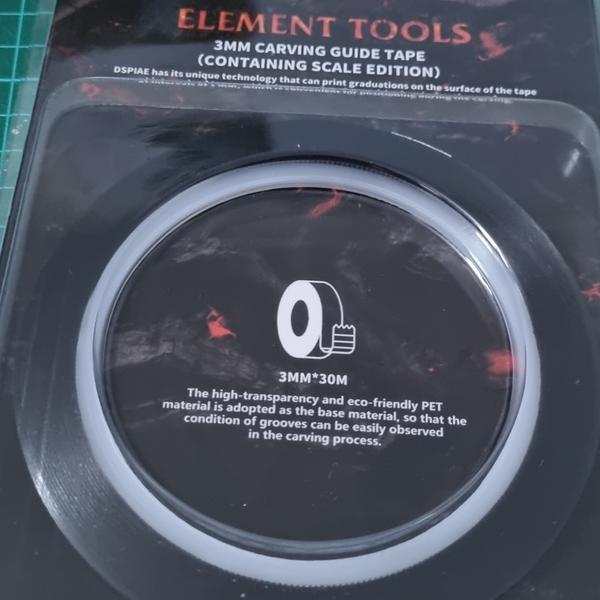 ELEMENT TOOLS
3MM CARVING GUIDE TAPE
(CONTAINING SCALE EDITION)
DSPIAE has its unique technology that can print graduations on the surface of the tape
3MM*30M
The high-transparency and eco-friendly PET
material is adopted as the base material, so that the
condition of grooves can be easily observed
in the carving process.